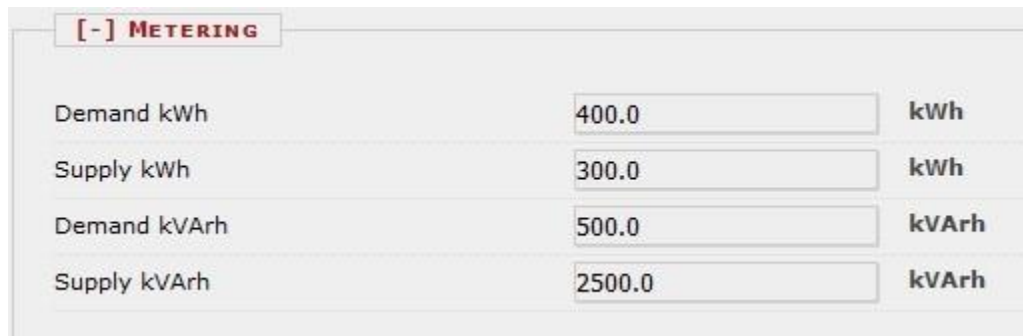 [-] METERING
Demand kWh 400.0 kWh
Supply kWh 300.0 kWh
Demand kVArh 500.0 kVArh
Supply kVArh 2500.0 kVArh